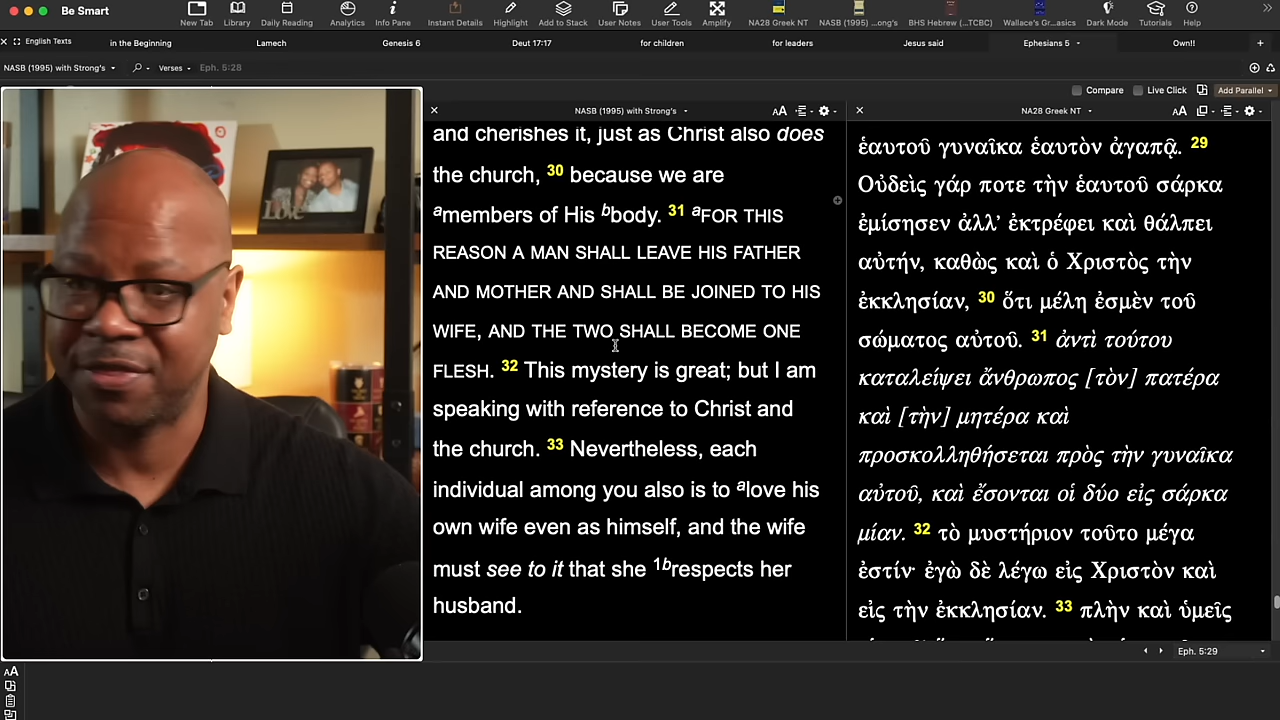 Be Smart
New Tab
Library
Daily Reading
Analytics
Info Pane
Instant Details
Highlight
Add to Stack
User Notes
User Tools
Amplify
NA28 Greek NT
NASB (1995) ...ong's
BHS Hebrew (...TCBC)
Wallace's Gr...asics
Dark Mode
Tutorials
Help
English Texts
in the Beginning
Lamech
Genesis 6
Deut 17:17
for children
for leaders
Jesus said
Ephesians 5
Own!!
NASB (1995) with Strong's
Verses
Eph. 5:28
Compare
Live Click
Add Parallel
NASB (1995) with Strong's
and cherishes it, just as Christ also does
the church, 30 because we are
amembers of His bbody. 31 aFOR THIS
REASON A MAN SHALL LEAVE HIS FATHER
AND MOTHER AND SHALL BE JOINED TO HIS
WIFE, AND THE TWO SHALL BECOME ONE
FLESH. 32 This mystery is great; but I am
speaking with reference to Christ and
the church. 33 Nevertheless, each
individual among you also is to alove his
own wife even as himself, and the wife
must see to it that she 1brespects her
husband.
NA28 Greek NT
ἑαυτοῦ γυναῖκα ἑαυτὸν ἀγαπᾷ. 29
Οὐδεὶς γάρ ποτε τὴν ἑαυτοῦ σάρκα
ἐμίσησεν ἀλλ’ ἐκτρέφει καὶ θάλπει
αὐτήν, καθὼς καὶ ὁ Χριστὸς τὴν
ἐκκλησίαν, 30 ὅτι μέλη ἐσμὲν τοῦ
σώματος αὐτοῦ. 31 ἀντὶ τούτου
καταλείψει ἄνθρωπος [τὸν] πατέρα
καὶ [τὴν] μητέρα καὶ
προσκολληθήσεται πρὸς τὴν γυναῖκα
αὐτοῦ, καὶ ἔσονται οἱ δύο εἰς σάρκα
μίαν. 32 τὸ μυστήριον τοῦτο μέγα
ἐστίν· ἐγὼ δὲ λέγω εἰς Χριστὸν καὶ
εἰς τὴν ἐκκλησίαν. 33 πλὴν καὶ ὑμεῖς
Eph. 5:29
Love